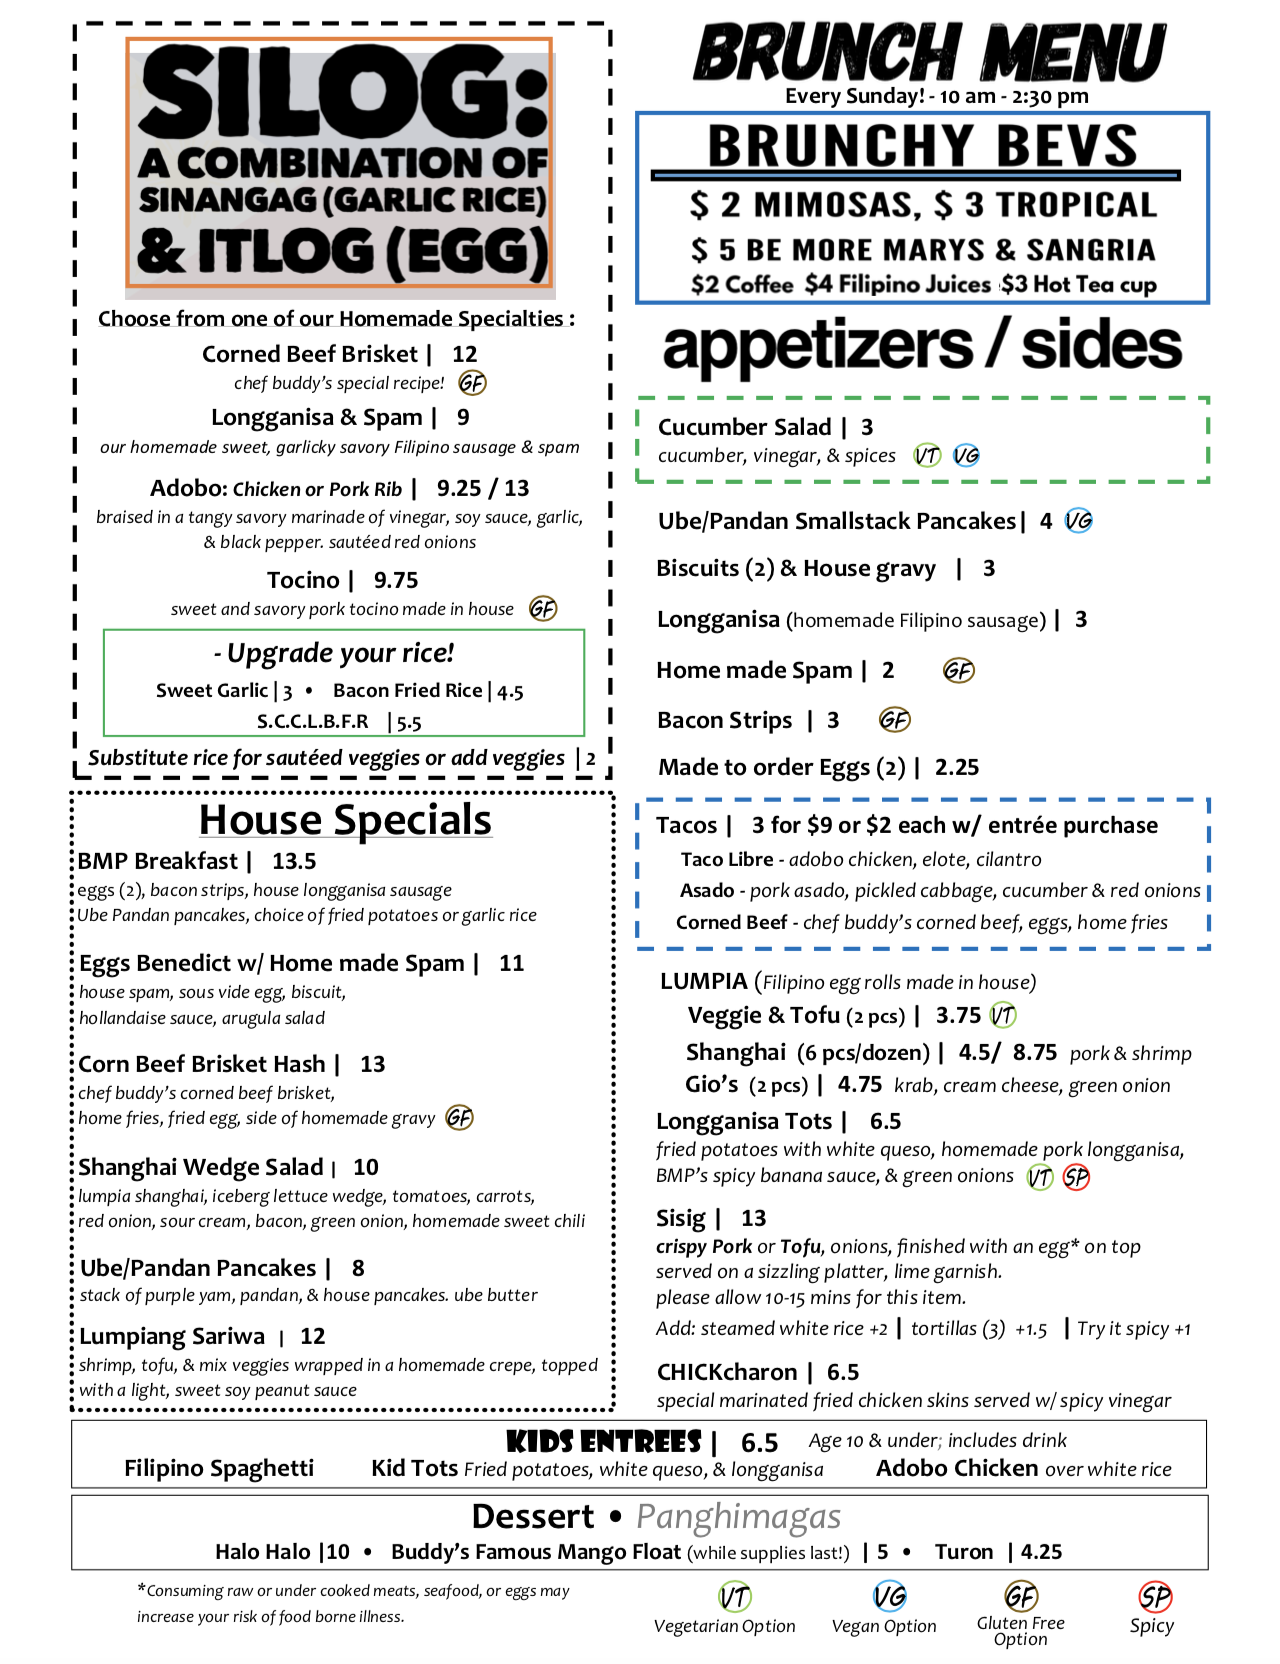 SILOG:
A COMBINATION OF
SINANGAG (GARLIC RICE)
& ITLOG (EGG)
Choose from one of our Homemade Specialties :
Corned Beef Brisket | 12
chef buddy's special recipe! GF
Longganisa & Spam | 9
our homemade sweet, garlicky savory Filipino sausage & spam
Adobo: Chicken or Pork Rib | 9.25 / 13
braised in a tangy savory marinade of vinegar, soy sauce, garlic,
& black pepper. sautéed red onions
Tocino | 9.75
sweet and savory pork tocino made in house GF
- Upgrade your rice!
Sweet Garlic | 3 • Bacon Fried Rice | 4.5
S.C.C.L.B.F.R | 5.5
Substitute rice for sautéed veggies or add veggies | 2
House Specials
BMP Breakfast | 13.5
eggs (2), bacon strips, house longganisa sausage
Ube Pandan pancakes, choice of fried potatoes or garlic rice
Eggs Benedict w/ Home made Spam | 11
house spam, sous vide egg, biscuit,
hollandaise sauce, arugula salad
Corn Beef Brisket Hash | 13
chef buddy's corned beef brisket,
home fries, fried egg, side of homemade gravy GF
Shanghai Wedge Salad | 10
lumpia shanghai, iceberg lettuce wedge, tomatoes, carrots,
red onion, sour cream, bacon, green onion, homemade sweet chili
Ube/Pandan Pancakes | 8
stack of purple yam, pandan, & house pancakes. ube butter
Lumpiang Sariwa | 12
shrimp, tofu, & mix veggies wrapped in a homemade crepe, topped
with a light, sweet soy peanut sauce
BRUNCH MENU
Every Sunday! - 10 am - 2:30 pm
BRUNCHY BEVS
$ 2 MIMOSAS, $ 3 TROPICAL
$ 5 BE MORE MARYS & SANGRIA
$2 Coffee $4 Filipino Juices $3 Hot Tea cup
appetizers / sides
Cucumber Salad | 3
cucumber, vinegar, & spices VT VG
Ube/Pandan Smallstack Pancakes| 4 VG
Biscuits (2) & House gravy | 3
Longganisa (homemade Filipino sausage) | 3
Home made Spam | 2 GF
Bacon Strips | 3 GF
Made to order Eggs (2) | 2.25
Tacos | 3 for $9 or $2 each w/ entrée purchase
Taco Libre - adobo chicken, elote, cilantro
Asado - pork asado, pickled cabbage, cucumber & red onions
Corned Beef - chef buddy's corned beef, eggs, home fries
LUMPIA (Filipino egg rolls made in house)
Veggie & Tofu (2 pcs) | 3.75 VT
Shanghai (6 pcs/dozen) | 4.5/ 8.75 pork & shrimp
Gio's (2 pcs) | 4.75 krab, cream cheese, green onion
Longganisa Tots | 6.5
fried potatoes with white queso, homemade pork longganisa,
BMP's spicy banana sauce, & green onions VT SP
Sisig | 13
crispy Pork or Tofu, onions, finished with an egg* on top
served on a sizzling platter, lime garnish.
please allow 10-15 mins for this item.
Add: steamed white rice +2 | tortillas (3) +1.5 | Try it spicy +1
CHICKcharon | 6.5
special marinated fried chicken skins served w/ spicy vinegar
KIDS ENTREES | 6.5 Age 10 & under; includes drink
Filipino Spaghetti Kid Tots Fried potatoes, white queso, & longganisa Adobo Chicken over white rice
Dessert • Panghimagas
Halo Halo |10 • Buddy's Famous Mango Float (while supplies last!) | 5 • Turon | 4.25
*Consuming raw or under cooked meats, seafood, or eggs may
increase your risk of food borne illness.
VT VG GF SP
Vegetarian Option Vegan Option Gluten Free Option Spicy